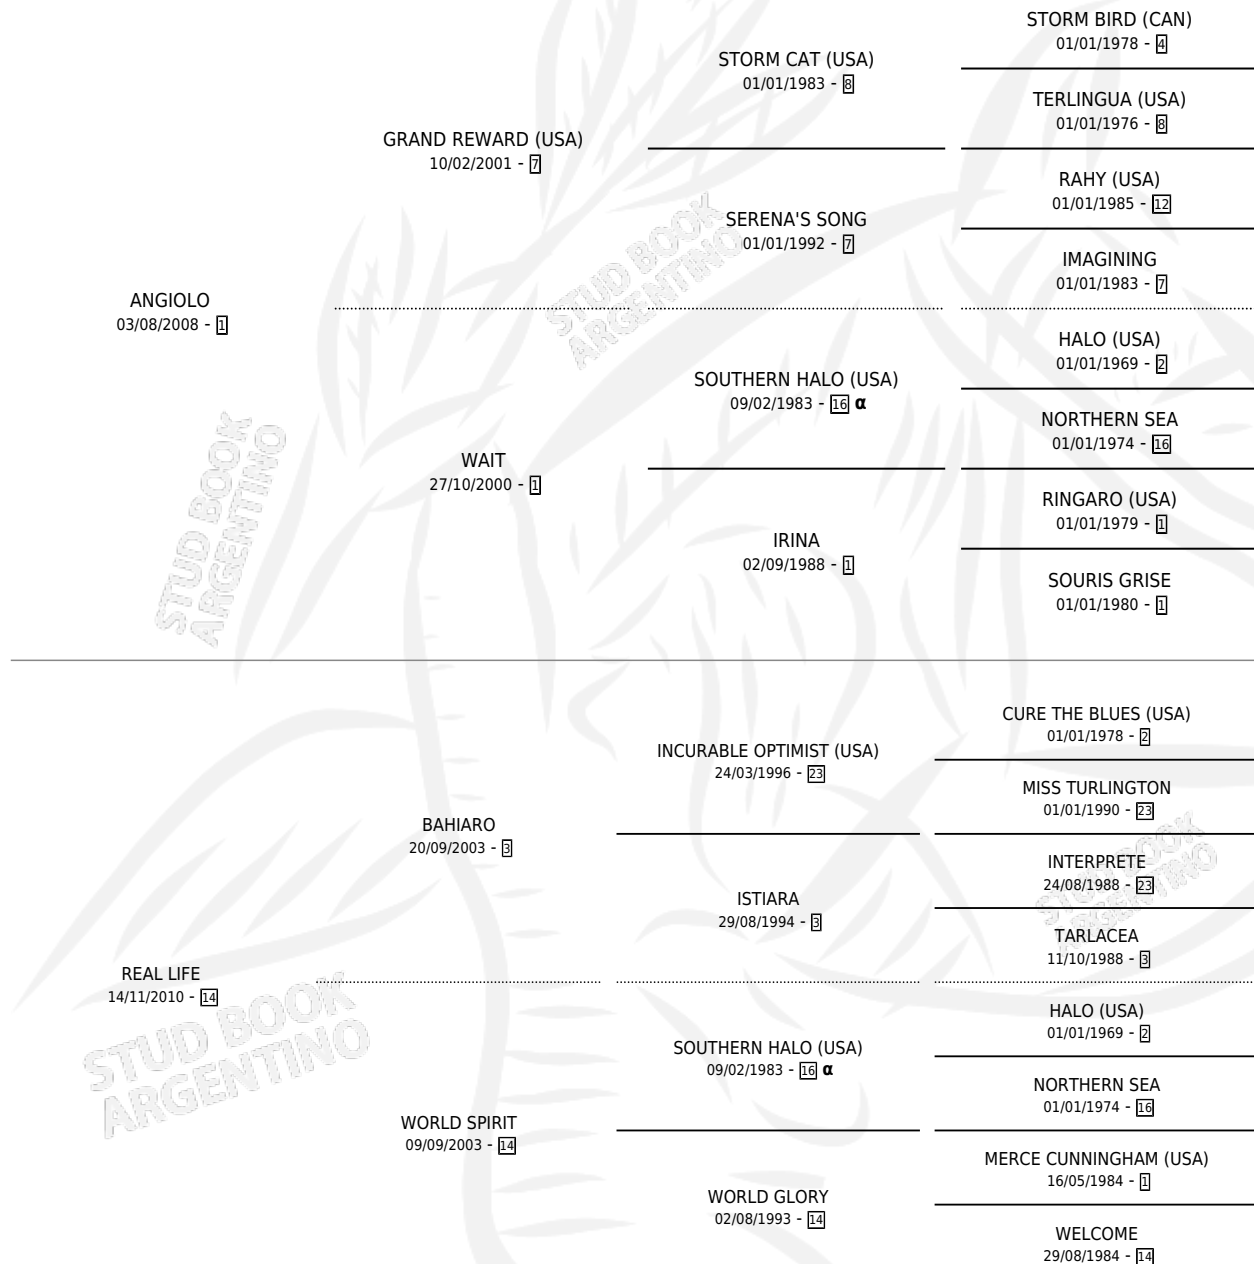 STORM BIRD (CAN)
01/01/1978 - 4
STORM CAT (USA)
01/01/1983 - 8
TERLINGUA (USA)
01/01/1976 - 8
GRAND REWARD (USA)
10/02/2001 - 7
RAHY (USA)
01/01/1985 - 12
SERENA'S SONG
01/01/1992 - 7
IMAGINING
01/01/1983 - 7
ANGIOLO
03/08/2008 - 1
HALO (USA)
01/01/1969 - 2
SOUTHERN HALO (USA)
09/02/1983 - 16 α
NORTHERN SEA
01/01/1974 - 16
WAIT
27/10/2000 - 1
RINGARO (USA)
01/01/1979 - 1
IRINA
02/09/1988 - 1
SOURIS GRISE
01/01/1980 - 1
CURE THE BLUES (USA)
01/01/1978 - 2
INCURABLE OPTIMIST (USA)
24/03/1996 - 23
MISS TURLINGTON
01/01/1990 - 23
BAHIARO
20/09/2003 - 3
INTERPRETE
24/08/1988 - 23
ISTIARA
29/08/1994 - 3
TARLACEA
11/10/1988 - 3
REAL LIFE
14/11/2010 - 14
HALO (USA)
01/01/1969 - 2
SOUTHERN HALO (USA)
09/02/1983 - 16 α
NORTHERN SEA
01/01/1974 - 16
WORLD SPIRIT
09/09/2003 - 14
MERCE CUNNINGHAM (USA)
16/05/1984 - 1
WORLD GLORY
02/08/1993 - 14
WELCOME
29/08/1984 - 14
STUD BOOK
ARGENTINO
STUD BOOK
ARGENTINO
STUD BOOK
ARGENTINO
STUD BOOK
ARGENTINO